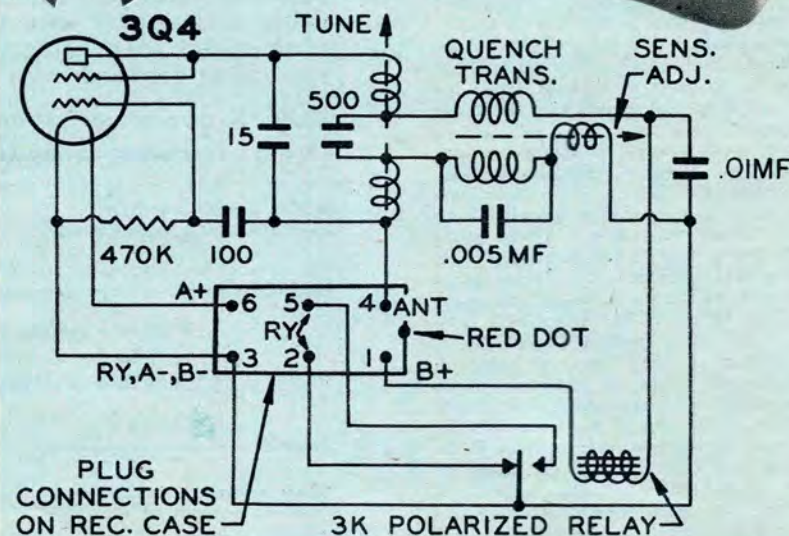 3Q4
TUNE
QUENCH
TRANS.
SENS.
ADJ.
500
15
.01MF
470K
100
.005MF
A+
6
5
4
ANT
RED DOT
RY
RY,A-,B-
3
2
1
B+
PLUG
CONNECTIONS
ON REC. CASE
3K POLARIZED RELAY